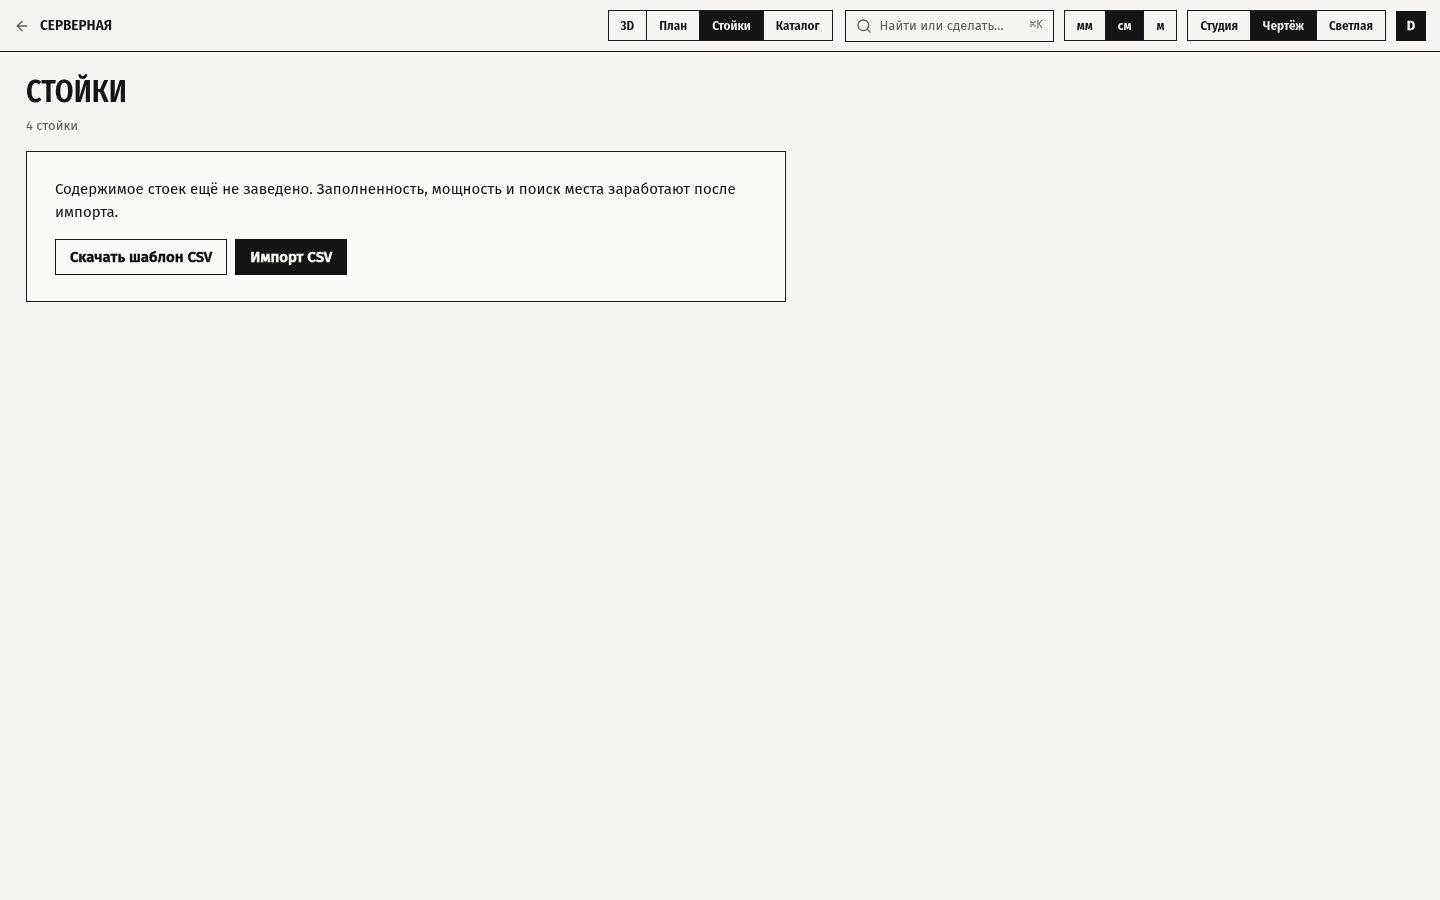 СЕРВЕРНАЯ
3D План Стойки Каталог
Найти или сделать... ⌘K
мм см м
Студия Чертёж Светлая
D
СТОЙКИ
4 стойки
Содержимое стоек ещё не заведено. Заполненность, мощность и поиск места заработают после
импорта.
Скачать шаблон CSV Импорт CSV